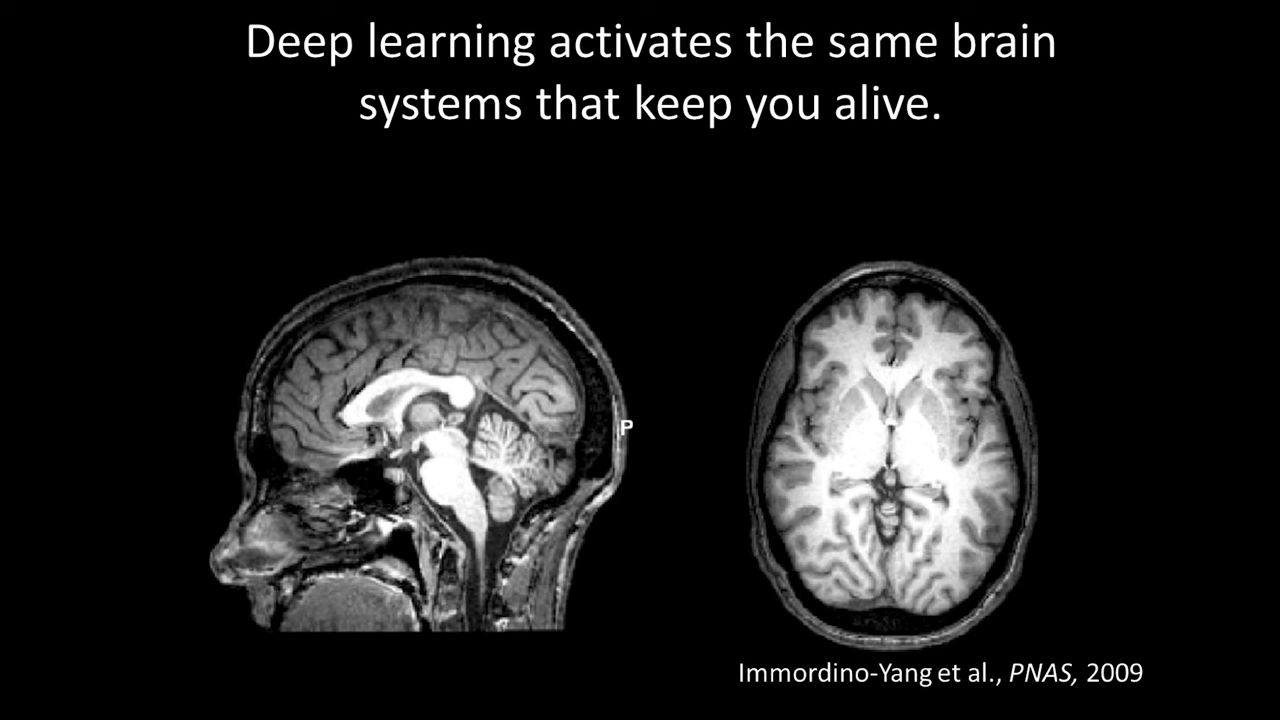 Deep learning activates the same brain
systems that keep you alive.
P
Immordino-Yang et al., PNAS, 2009